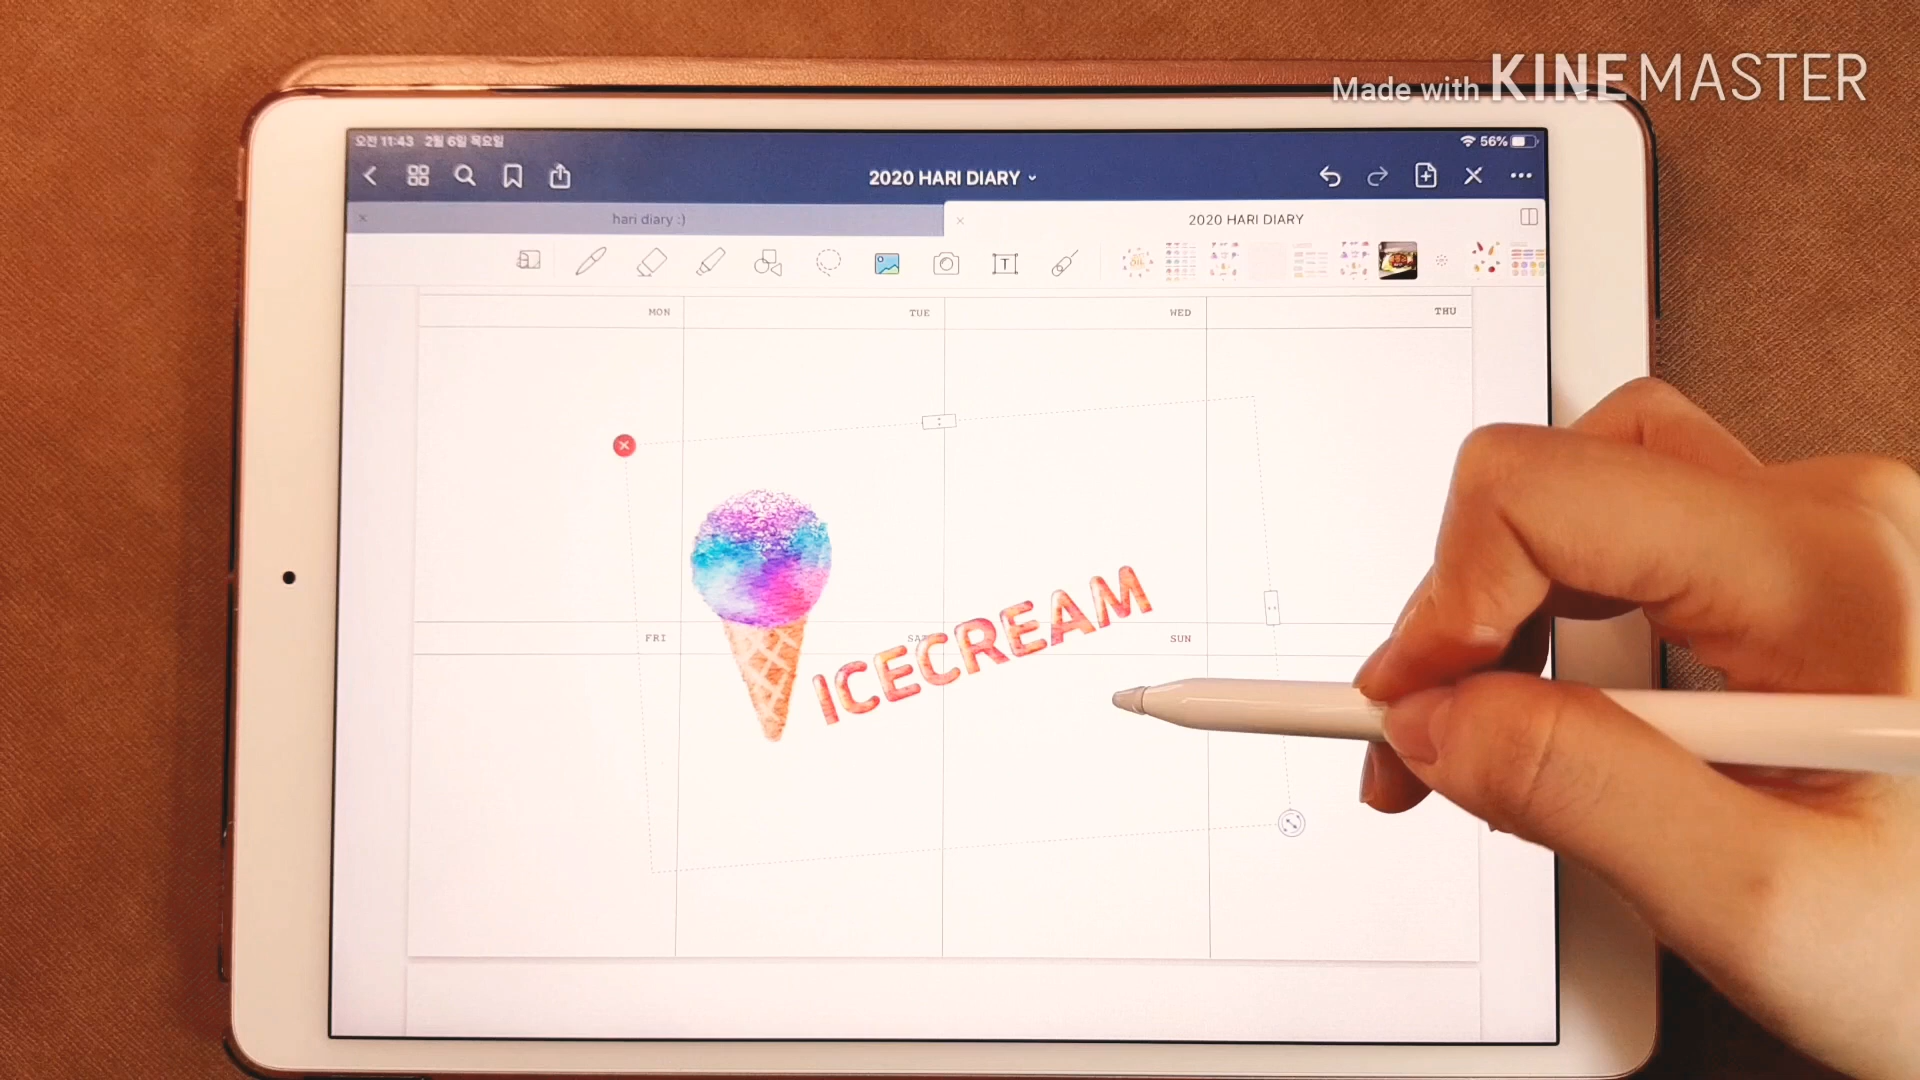 Made with KINEMASTER
오전 11:43 2월 6일 목요일
56%
2020 HARI DIARY
hari diary :)
2020 HARI DIARY
T
MON
TUE
WED
THU
FRI
SAT
SUN
ICECREAM